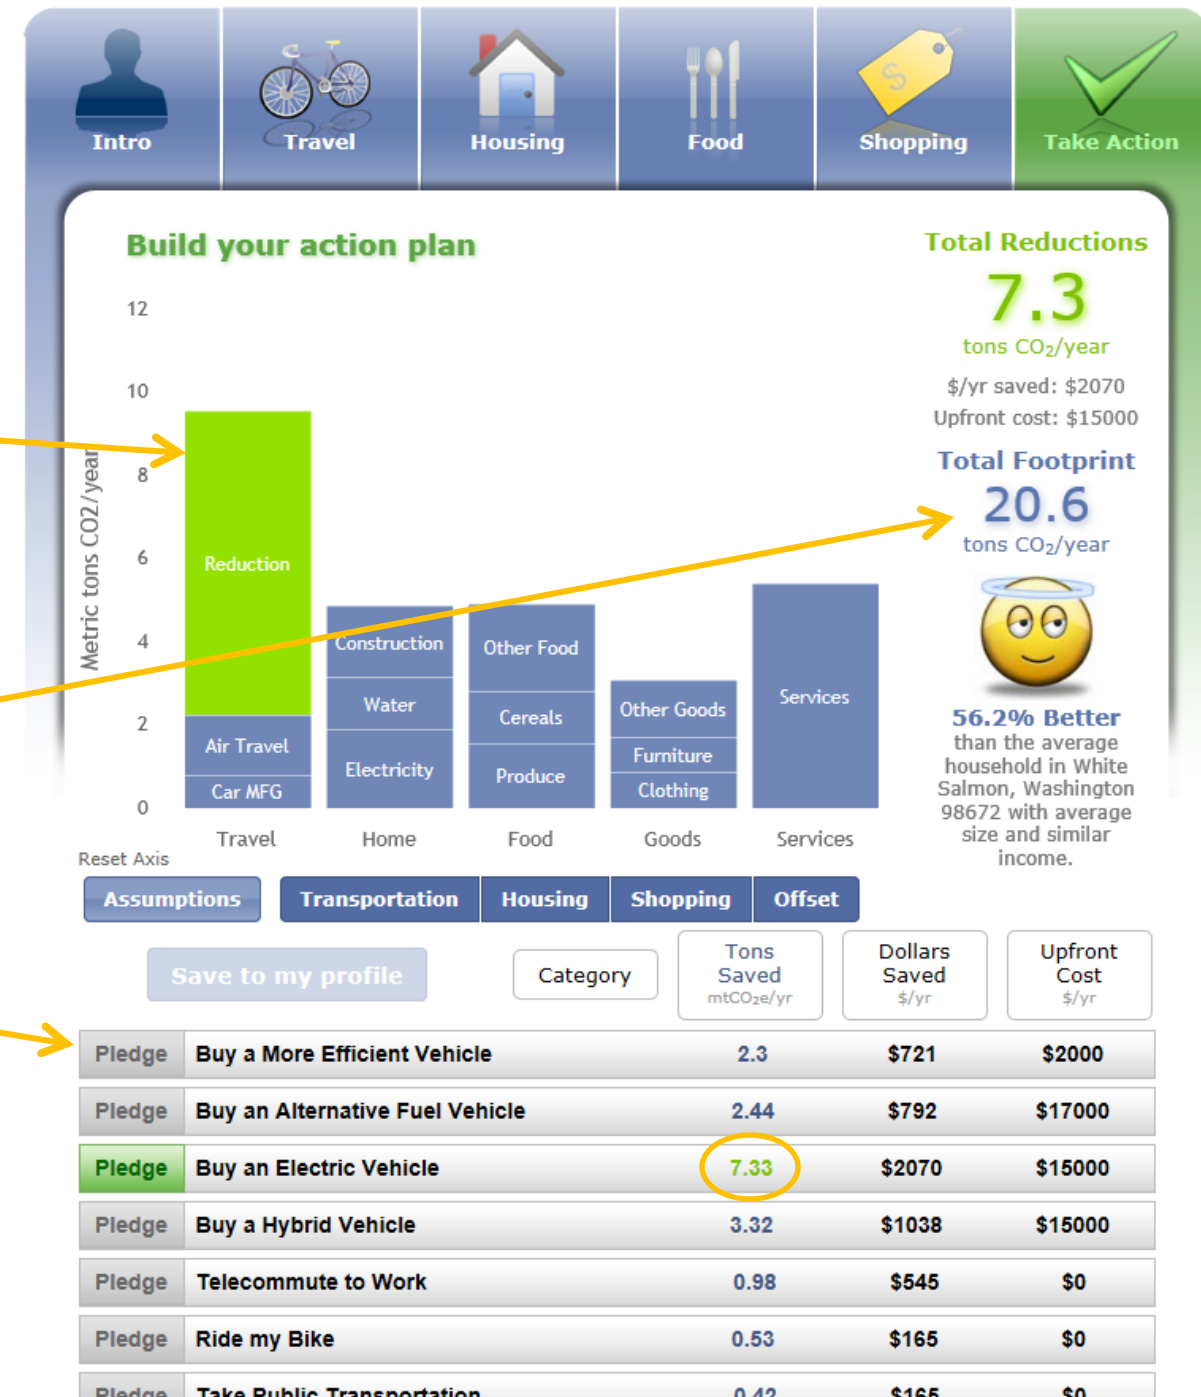 Intro
Travel
Housing
Food
Shopping
Take Action
Build your action plan
Total Reductions
7.3
tons CO₂/year
$/yr saved: $2070
Upfront cost: $15000
Total Footprint
20.6
tons CO₂/year
56.2% Better
than the average
household in White
Salmon, Washington
98672 with average
size and similar
income.
Metric tons CO2/year
12
10
8
6
4
2
0
Reduction
Air Travel
Car MFG
Construction
Water
Electricity
Other Food
Cereals
Produce
Other Goods
Furniture
Clothing
Services
Travel
Home
Food
Goods
Services
Reset Axis
Assumptions
Transportation
Housing
Shopping
Offset
Save to my profile
Category
Tons
Saved
mtCO₂e/yr
Dollars
Saved
$/yr
Upfront
Cost
$/yr
Pledge Buy a More Efficient Vehicle 2.3 $721 $2000
Pledge Buy an Alternative Fuel Vehicle 2.44 $792 $17000
Pledge Buy an Electric Vehicle 7.33 $2070 $15000
Pledge Buy a Hybrid Vehicle 3.32 $1038 $15000
Pledge Telecommute to Work 0.98 $545 $0
Pledge Ride my Bike 0.53 $165 $0
Pledge Take Public Transportation 0.42 $165 $0